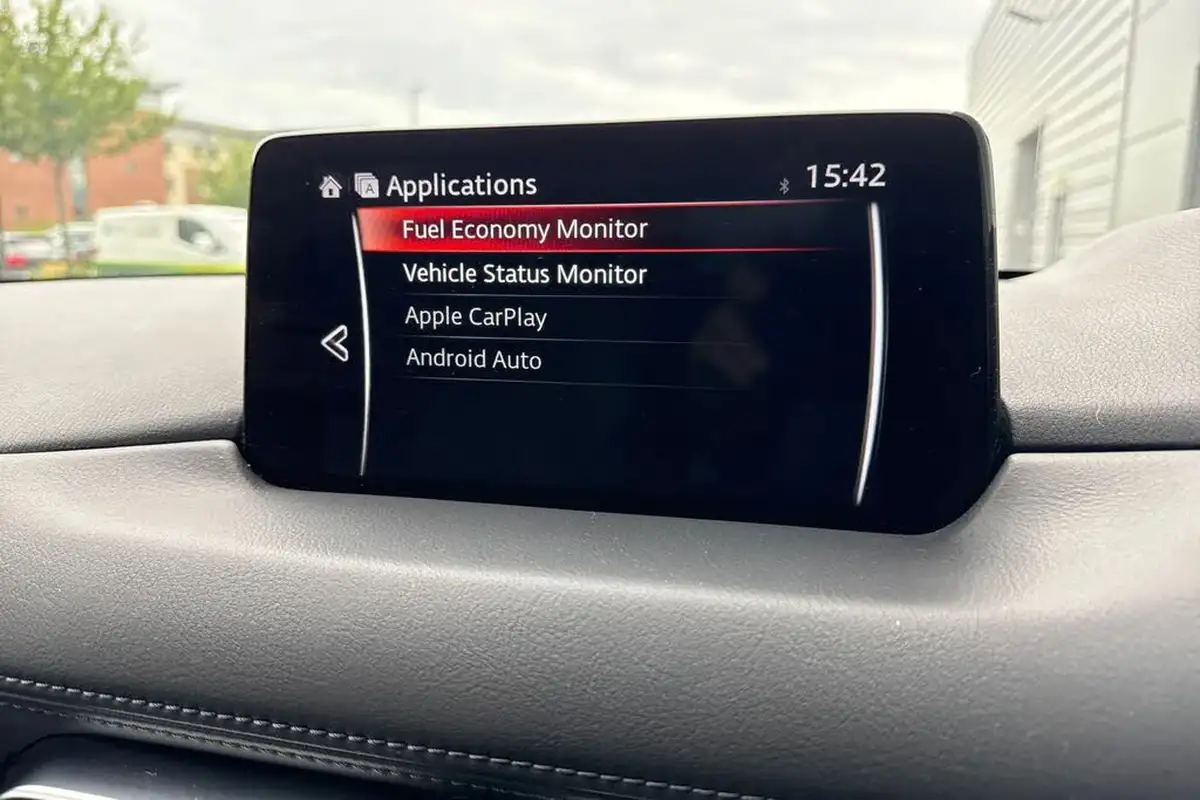 Applications
15:42
Fuel Economy Monitor
Vehicle Status Monitor
Apple CarPlay
Android Auto